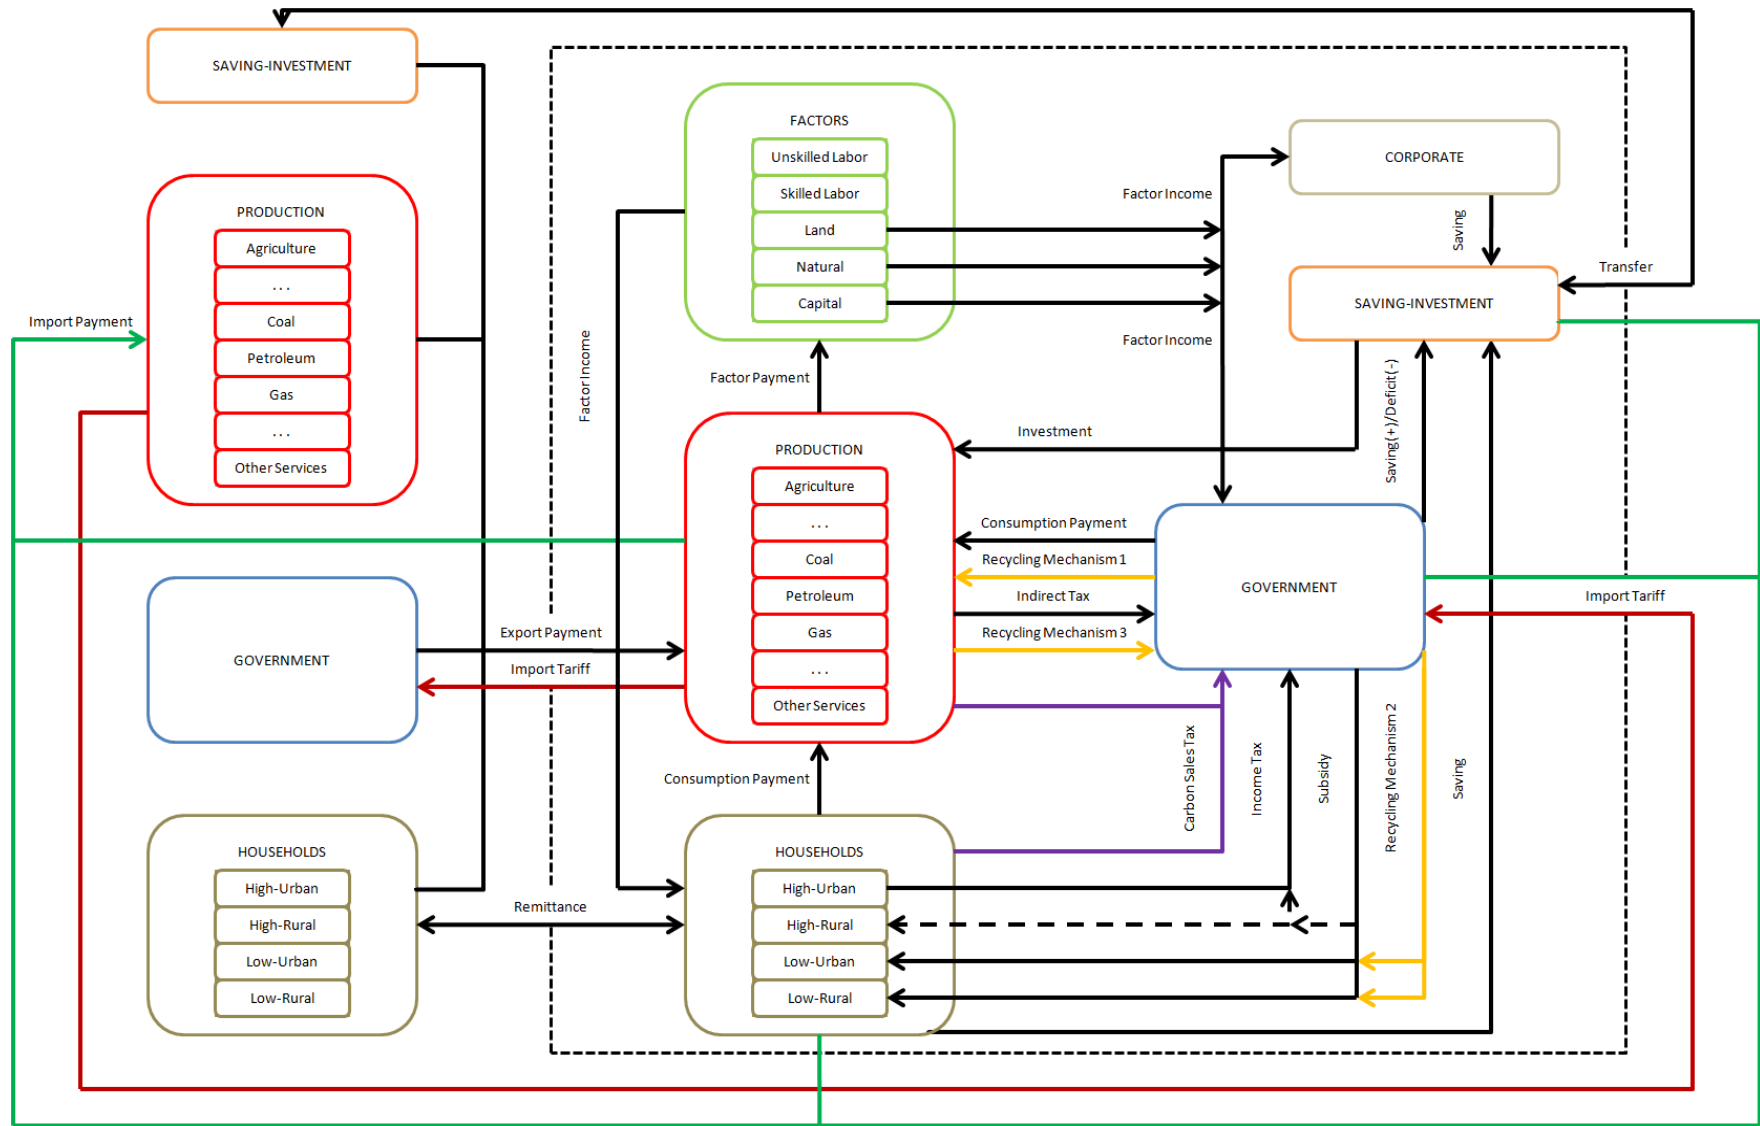 SAVING-INVESTMENT
PRODUCTION
Agriculture
...
Coal
Petroleum
Gas
...
Other Services
Import Payment
GOVERNMENT
HOUSEHOLDS
High-Urban
High-Rural
Low-Urban
Low-Rural
Export Payment
Import Tariff
Remittance
FACTORS
Unskilled Labor
Skilled Labor
Land
Natural
Capital
Factor Income
Factor Payment
PRODUCTION
Agriculture
...
Coal
Petroleum
Gas
...
Other Services
Consumption Payment
HOUSEHOLDS
High-Urban
High-Rural
Low-Urban
Low-Rural
Factor Income
Factor Income
Investment
Consumption Payment
Recycling Mechanism 1
Indirect Tax
Recycling Mechanism 3
CORPORATE
Saving
SAVING-INVESTMENT
Transfer
Saving(+)/Deficit(-)
GOVERNMENT
Import Tariff
Carbon Sales Tax
Income Tax
Subsidy
Recycling Mechanism 2
Saving